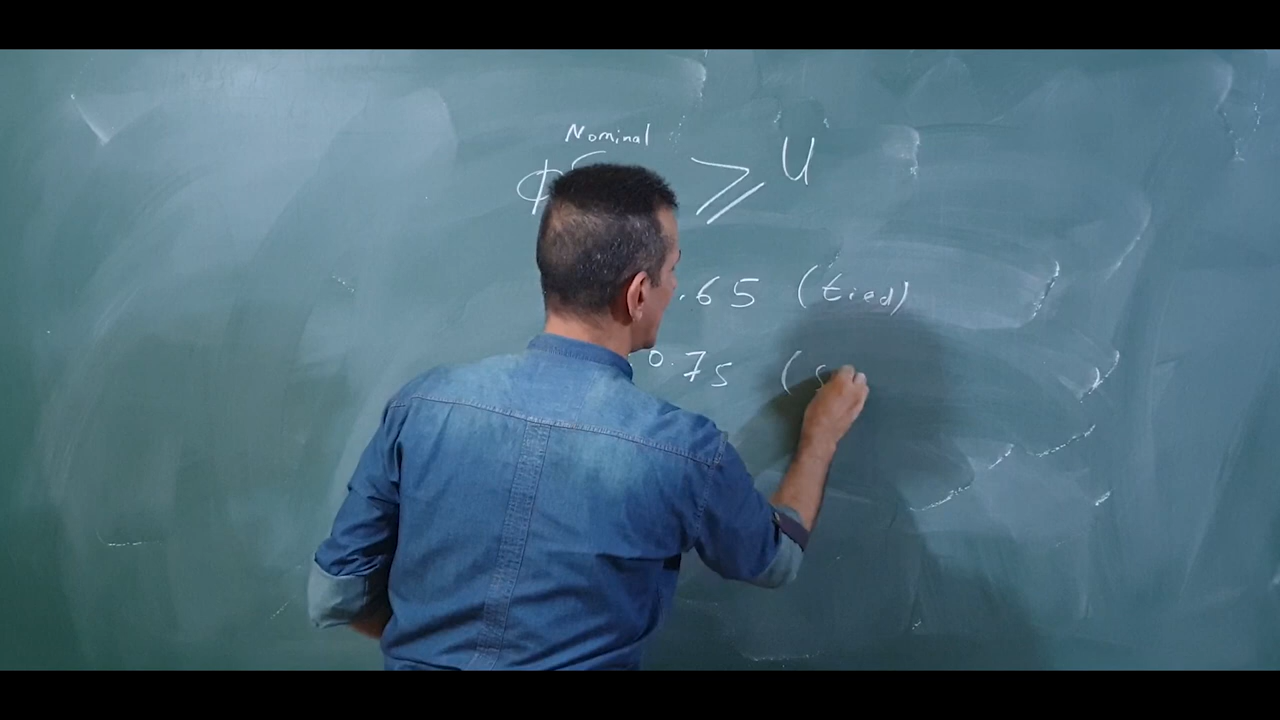 Nominal
ϕ ≥ U
.65 (tied)
0.75 (s